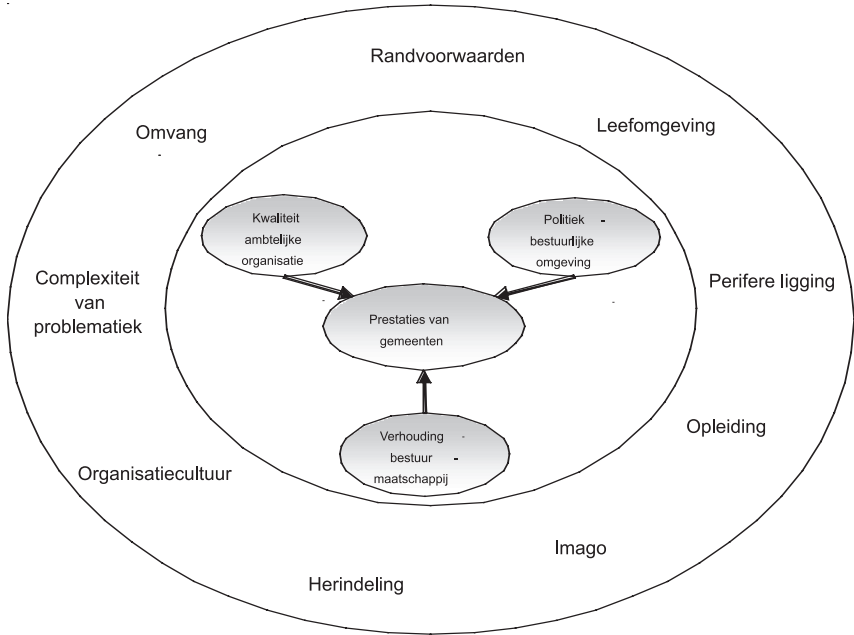 Randvoorwaarden
Omvang
Leefomgeving
Kwaliteit
ambtelijke
organisatie
Politiek -
bestuurlijke
omgeving
Complexiteit
van
problematiek
Perifere ligging
Prestaties van
gemeenten
Opleiding
Verhouding
bestuur -
maatschappij
Organisatiecultuur
Imago
Herindeling